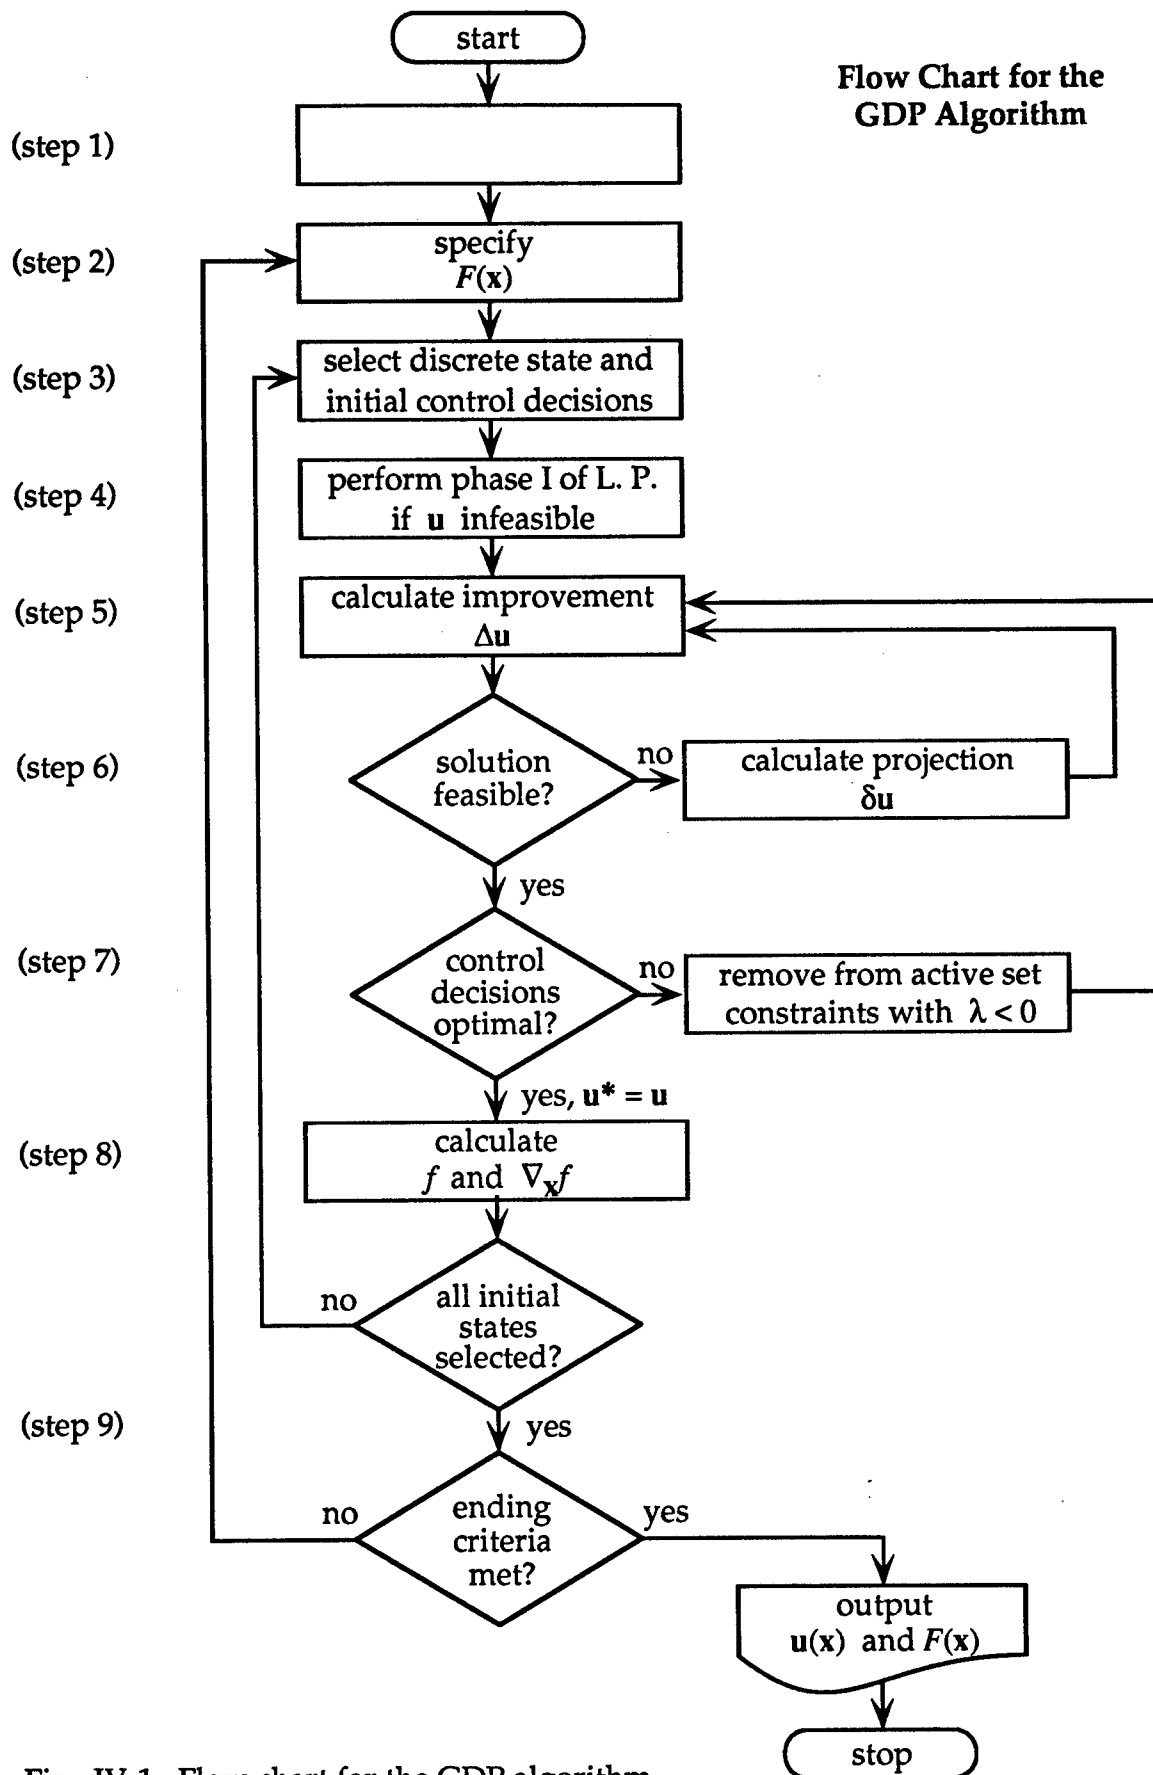 start
Flow Chart for the
GDP Algorithm
(step 1)
(step 2)
specify
F(x)
(step 3)
select discrete state and
initial control decisions
(step 4)
perform phase I of L. P.
if u infeasible
(step 5)
calculate improvement
Δu
(step 6)
solution
feasible?
no
calculate projection
δu
yes
(step 7)
control
decisions
optimal?
no
remove from active set
constraints with λ < 0
yes, u* = u
(step 8)
calculate
f and ∇xf
no
all initial
states
selected?
(step 9)
yes
no
ending
criteria
met?
yes
output
u(x) and F(x)
stop
Fig. IV-1 Flow chart for the GDP algorithm